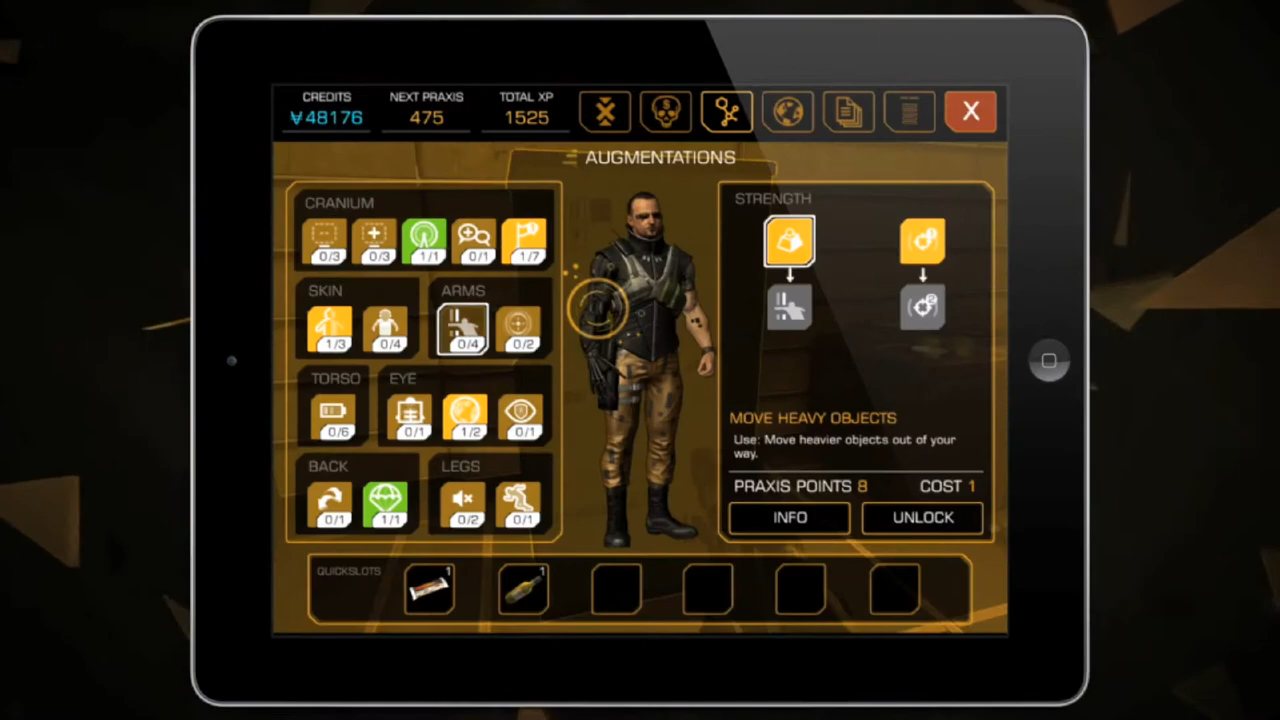 CREDITS
¥48176
NEXT PRAXIS
475
TOTAL XP
1525
$
X
AUGMENTATIONS
CRANIUM
0/3
0/3
1/1
0/1
1/7
SKIN
1/3
0/4
ARMS
0/4
0/2
TORSO
0/6
EYE
0/1
1/2
0/1
BACK
0/1
1/1
LEGS
0/2
0/1
STRENGTH
1
2
MOVE HEAVY OBJECTS
Use: Move heavier objects out of your
way.
PRAXIS POINTS 8
COST 1
INFO
UNLOCK
QUICKSLOTS
1
1